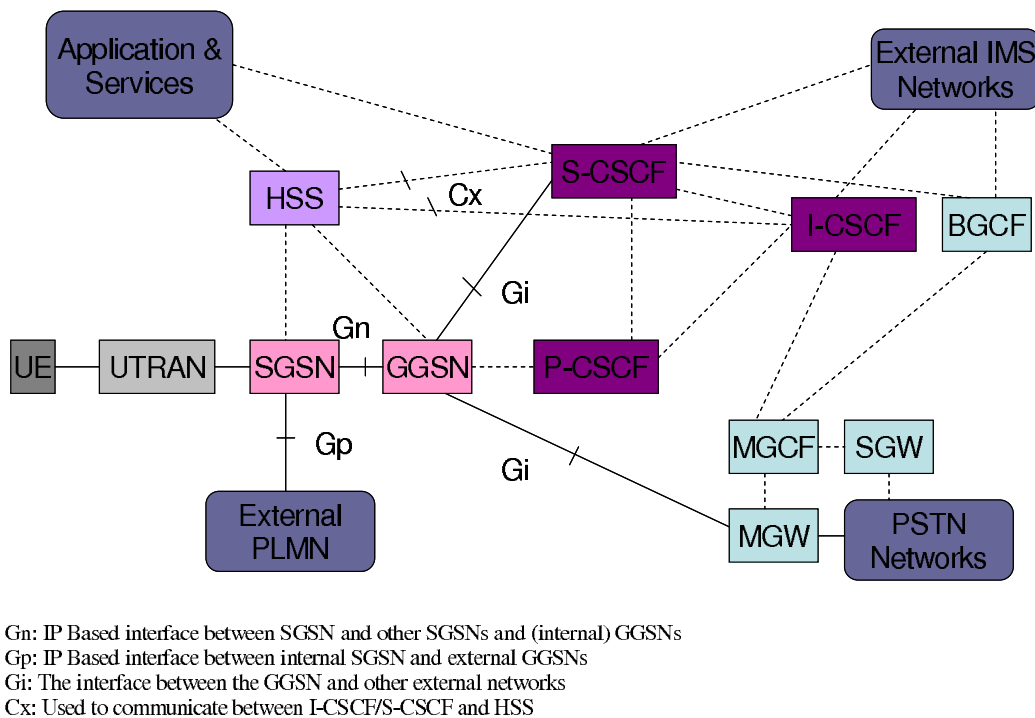 Application &
Services
External IMS
Networks
S-CSCF
HSS
Cx
I-CSCF
BGCF
Gi
Gn
UE
UTRAN
SGSN
GGSN
P-CSCF
Gp
Gi
MGCF
SGW
External
PLMN
MGW
PSTN
Networks
Gn: IP Based interface between SGSN and other SGSNs and (internal) GGSNs
Gp: IP Based interface between internal SGSN and external GGSNs
Gi: The interface between the GGSN and other external networks
Cx: Used to communicate between I-CSCF/S-CSCF and HSS